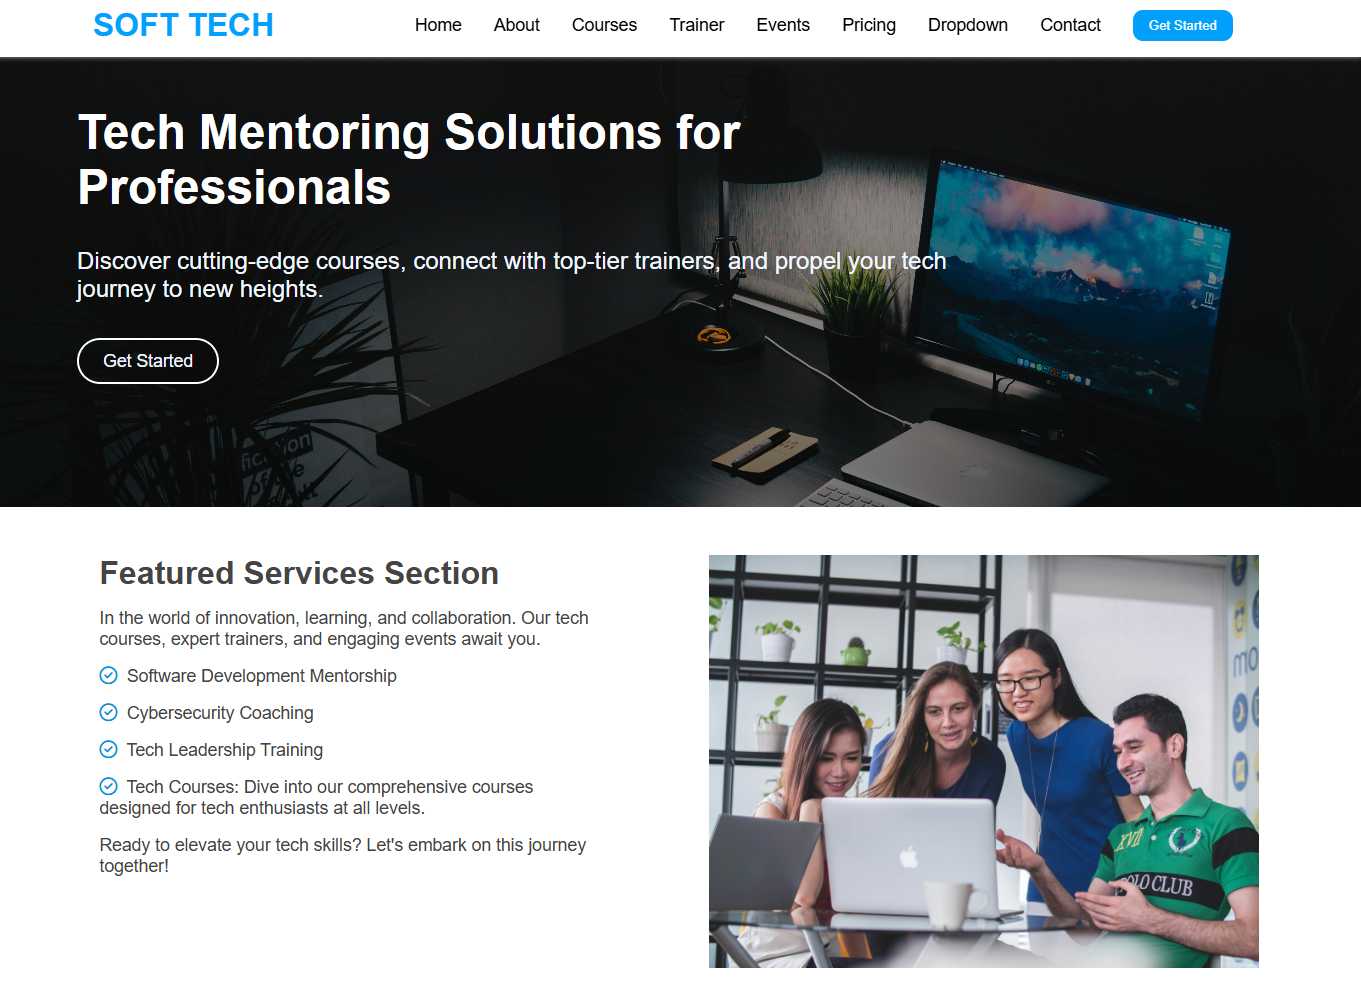 SOFT TECH
Home About Courses Trainer Events Pricing Dropdown Contact Get Started
Tech Mentoring Solutions for
Professionals
Discover cutting-edge courses, connect with top-tier trainers, and propel your tech
journey to new heights.
Get Started
Featured Services Section
In the world of innovation, learning, and collaboration. Our tech
courses, expert trainers, and engaging events await you.
Software Development Mentorship
Cybersecurity Coaching
Tech Leadership Training
Tech Courses: Dive into our comprehensive courses
designed for tech enthusiasts at all levels.
Ready to elevate your tech skills? Let's embark on this journey
together!
XVII
OLO CLUB